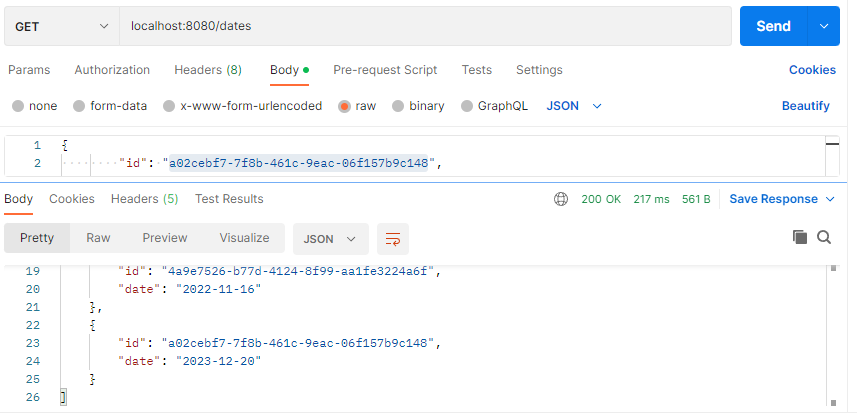 GET localhost:8080/dates Send
Params Authorization Headers (8) Body Pre-request Script Tests Settings Cookies
none form-data x-www-form-urlencoded raw binary GraphQL JSON Beautify
1 {
2 "id": "a02cebf7-7f8b-461c-9eac-06f157b9c148",
Body Cookies Headers (5) Test Results 200 OK 217 ms 561 B Save Response
Pretty Raw Preview Visualize JSON
19 "id": "4a9e7526-b77d-4124-8f99-aa1fe3224a6f",
20 "date": "2022-11-16"
21 },
22 {
23 "id": "a02cebf7-7f8b-461c-9eac-06f157b9c148",
24 "date": "2023-12-20"
25 }
26 ]